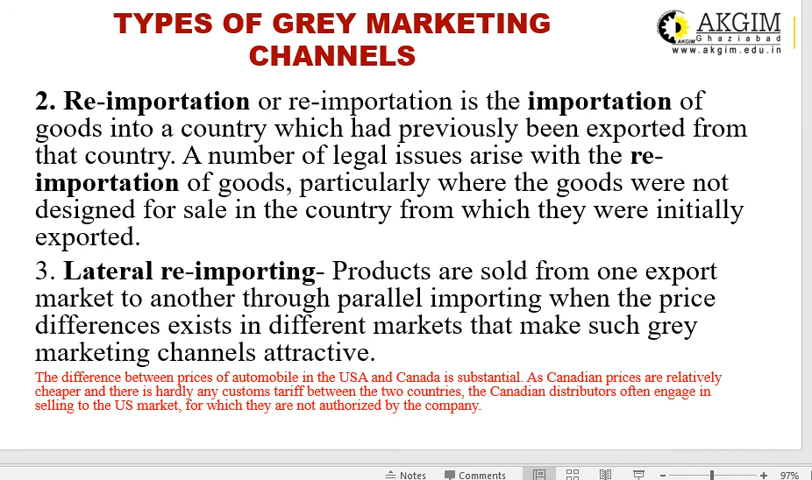 TYPES OF GREY MARKETING
CHANNELS
AKGIM
AKGIM Ghaziabad
www.akgim.edu.in
2. Re-importation or re-importation is the importation of
goods into a country which had previously been exported from
that country. A number of legal issues arise with the re-
importation of goods, particularly where the goods were not
designed for sale in the country from which they were initially
exported.
3. Lateral re-importing- Products are sold from one export
market to another through parallel importing when the price
differences exists in different markets that make such grey
marketing channels attractive.
The difference between prices of automobile in the USA and Canada is substantial. As Canadian prices are relatively
cheaper and there is hardly any customs tariff between the two countries, the Canadian distributors often engage in
selling to the US market, for which they are not authorized by the company.
Notes Comments 97%